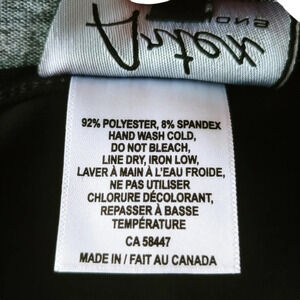 92% POLYESTER, 8% SPANDEX
HAND WASH COLD,
DO NOT BLEACH,
LINE DRY, IRON LOW,
LAVER À MAIN À L'EAU FROIDE,
NE PAS UTILISER
CHLORURE DÉCOLORANT,
REPASSER À BASSE
TEMPÉRATURE
CA 58447
MADE IN / FAIT AU CANADA